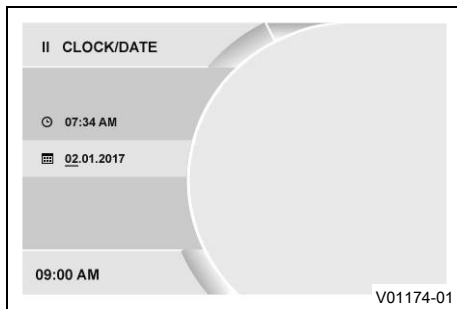 II CLOCK/DATE
07:34 AM
02.01.2017
09:00 AM
V01174-01